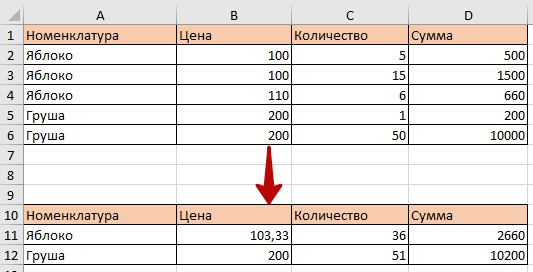 A B C D
1 Номенклатура Цена Количество Сумма
2 Яблоко 100 5 500
3 Яблоко 100 15 1500
4 Яблоко 110 6 660
5 Груша 200 1 200
6 Груша 200 50 10000
7
8
9
10 Номенклатура Цена Количество Сумма
11 Яблоко 103,33 36 2660
12 Груша 200 51 10200